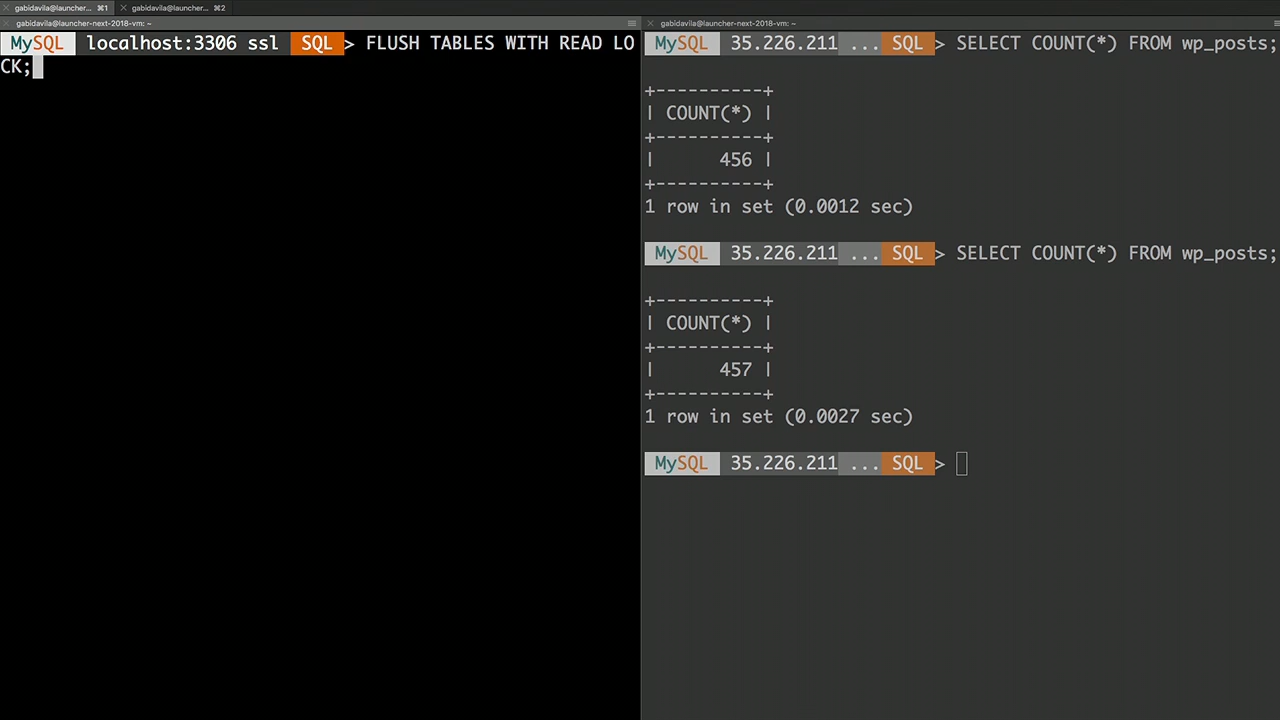 gabidavila@launcher... ⌘1
gabidavila@launcher... ⌘2
gabidavila@launcher-next-2018-vm: ~
MySQL localhost:3306 ssl SQL > FLUSH TABLES WITH READ LO
CK;
gabidavila@launcher-next-2018-vm: ~
MySQL 35.226.211 ... SQL > SELECT COUNT(*) FROM wp_posts;
+----------+
| COUNT(*) |
+----------+
|      456 |
+----------+
1 row in set (0.0012 sec)
MySQL 35.226.211 ... SQL > SELECT COUNT(*) FROM wp_posts;
+----------+
| COUNT(*) |
+----------+
|      457 |
+----------+
1 row in set (0.0027 sec)
MySQL 35.226.211 ... SQL >